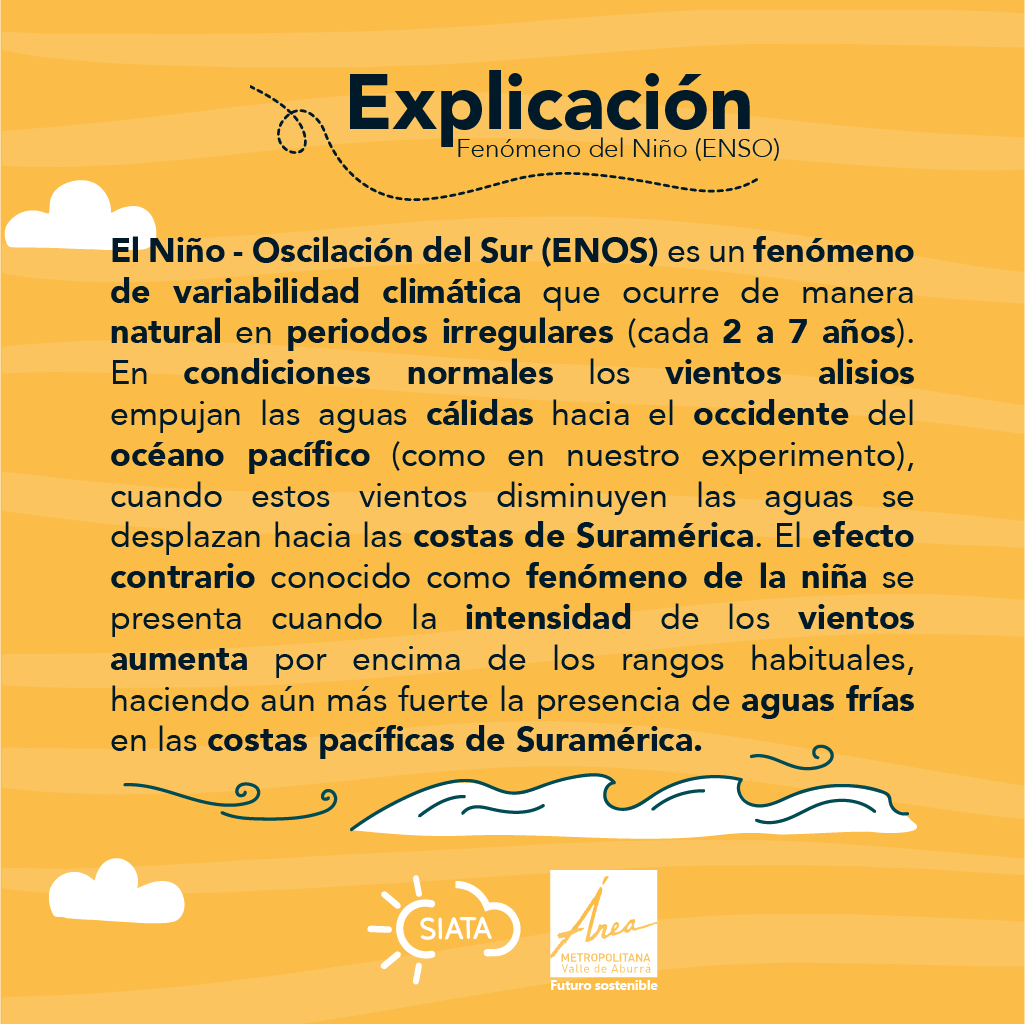 Explicación
Fenómeno del Niño (ENSO)
El Niño - Oscilación del Sur (ENOS) es un fenómeno
de variabilidad climática que ocurre de manera
natural en periodos irregulares (cada 2 a 7 años).
En condiciones normales los vientos alisios
empujan las aguas cálidas hacia el occidente del
océano pacífico (como en nuestro experimento),
cuando estos vientos disminuyen las aguas se
desplazan hacia las costas de Suramérica. El efecto
contrario conocido como fenómeno de la niña se
presenta cuando la intensidad de los vientos
aumenta por encima de los rangos habituales,
haciendo aún más fuerte la presencia de aguas frías
en las costas pacíficas de Suramérica.
SIATA
Área
METROPOLITANA
Valle de Aburrá
Futuro sostenible